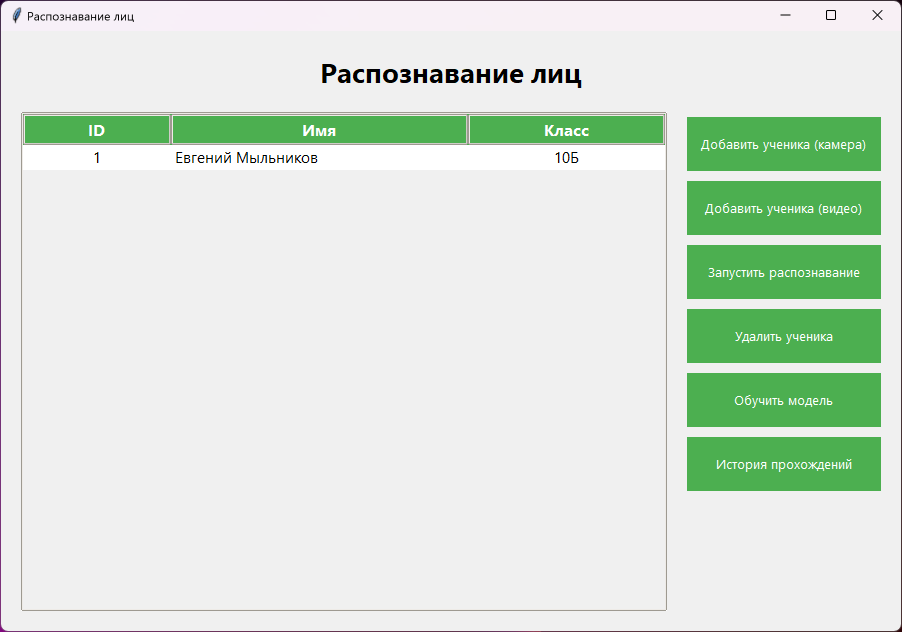 Распознавание лиц
Распознавание лиц
ID Имя Класс
1 Евгений Мыльников 10Б
Добавить ученика (камера)
Добавить ученика (видео)
Запустить распознавание
Удалить ученика
Обучить модель
История прохождений